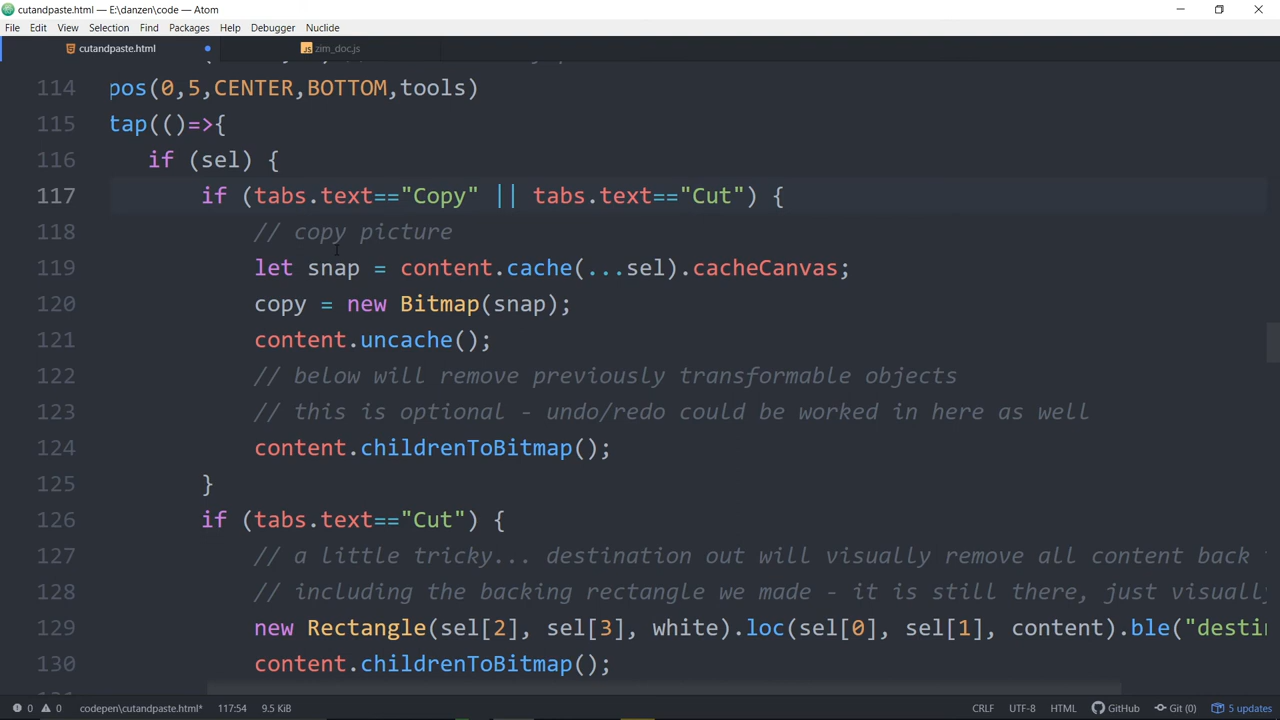 cutandpaste.html — E:\danzen\code — Atom
File Edit View Selection Find Packages Help Debugger Nuclide
cutandpaste.html zim_doc.js
114 pos(0,5,CENTER,BOTTOM,tools)
115 tap(()=>{
116 if (sel) {
117 if (tabs.text=="Copy" || tabs.text=="Cut") {
118 // copy picture
119 let snap = content.cache(...sel).cacheCanvas;
120 copy = new Bitmap(snap);
121 content.uncache();
122 // below will remove previously transformable objects
123 // this is optional - undo/redo could be worked in here as well
124 content.childrenToBitmap();
125 }
126 if (tabs.text=="Cut") {
127 // a little tricky... destination out will visually remove all content back
128 // including the backing rectangle we made - it is still there, just visually
129 new Rectangle(sel[2], sel[3], white).loc(sel[0], sel[1], content).ble("destin
130 content.childrenToBitmap();
0 0 codepen\cutandpaste.html* 117:54 9.5 KiB CRLF UTF-8 HTML GitHub Git (0) 5 updates